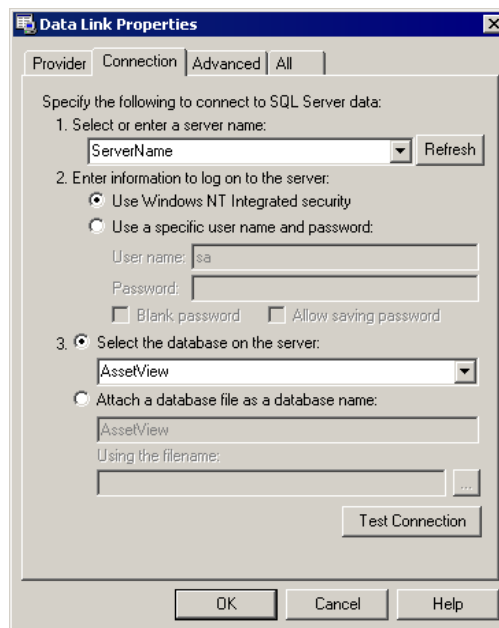 Data Link Properties
Provider Connection Advanced All
Specify the following to connect to SQL Server data:
1. Select or enter a server name:
ServerName Refresh
2. Enter information to log on to the server:
Use Windows NT Integrated security
Use a specific user name and password:
User name: sa
Password:
Blank password Allow saving password
3. Select the database on the server:
AssetView
Attach a database file as a database name:
AssetView
Using the filename:
...
Test Connection
OK Cancel Help